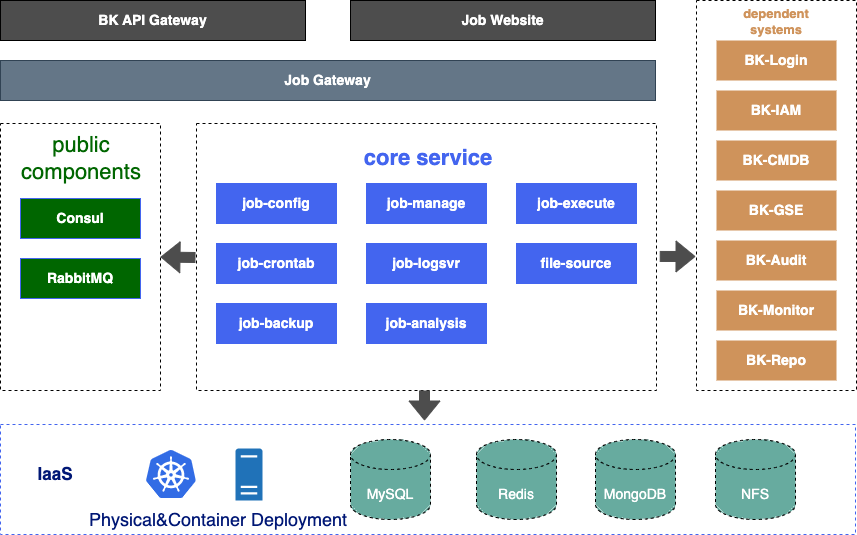 BK API Gateway
Job Website
Job Gateway
dependent
systems
BK-Login
BK-IAM
BK-CMDB
BK-GSE
BK-Audit
BK-Monitor
BK-Repo
public
components
Consul
RabbitMQ
core service
job-config
job-manage
job-execute
job-crontab
job-logsvr
file-source
job-backup
job-analysis
IaaS
Physical&Container Deployment
MySQL
Redis
MongoDB
NFS